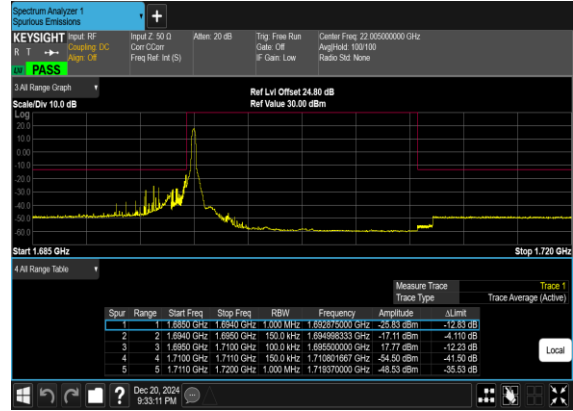 Spectrum Analyzer 1
Spurious Emissions
KEYSIGHT Input: RF Input Z: 50 Ω Atten: 20 dB Trig: Free Run Center Freq: 22.005000000 GHz
R T Coupling: DC Corr CCorr Gate: Off Avg|Hold: 100/100
Align: Off Freq Ref: Int (S) IF Gain: Low Radio Std: None
PASS
3 All Range Graph
Ref Lvl Offset 24.80 dB
Scale/Div 10.0 dB Ref Value 30.00 dBm
Log
20.0
10.0
0.00
-10.0
-20.0
-30.0
-40.0
-50.0
-60.0
Start 1.685 GHz Stop 1.720 GHz
4 All Range Table
Measure Trace Trace 1
Trace Type Trace Average (Active)
Spur Range Start Freq Stop Freq RBW Frequency Amplitude ΔLimit
1 1 1.6850 GHz 1.6940 GHz 1.000 MHz 1.692875000 GHz -25.83 dBm -12.83 dB
2 2 1.6940 GHz 1.6950 GHz 150.0 kHz 1.694998333 GHz -17.11 dBm -4.110 dB
3 3 1.6950 GHz 1.7100 GHz 100.0 kHz 1.695500000 GHz 17.77 dBm -12.23 dB
4 4 1.7100 GHz 1.7110 GHz 150.0 kHz 1.710801667 GHz -54.50 dBm -41.50 dB
5 5 1.7110 GHz 1.7200 GHz 1.000 MHz 1.719370000 GHz -48.53 dBm -35.53 dB
Local
Dec 20, 2024
9:33:11 PM